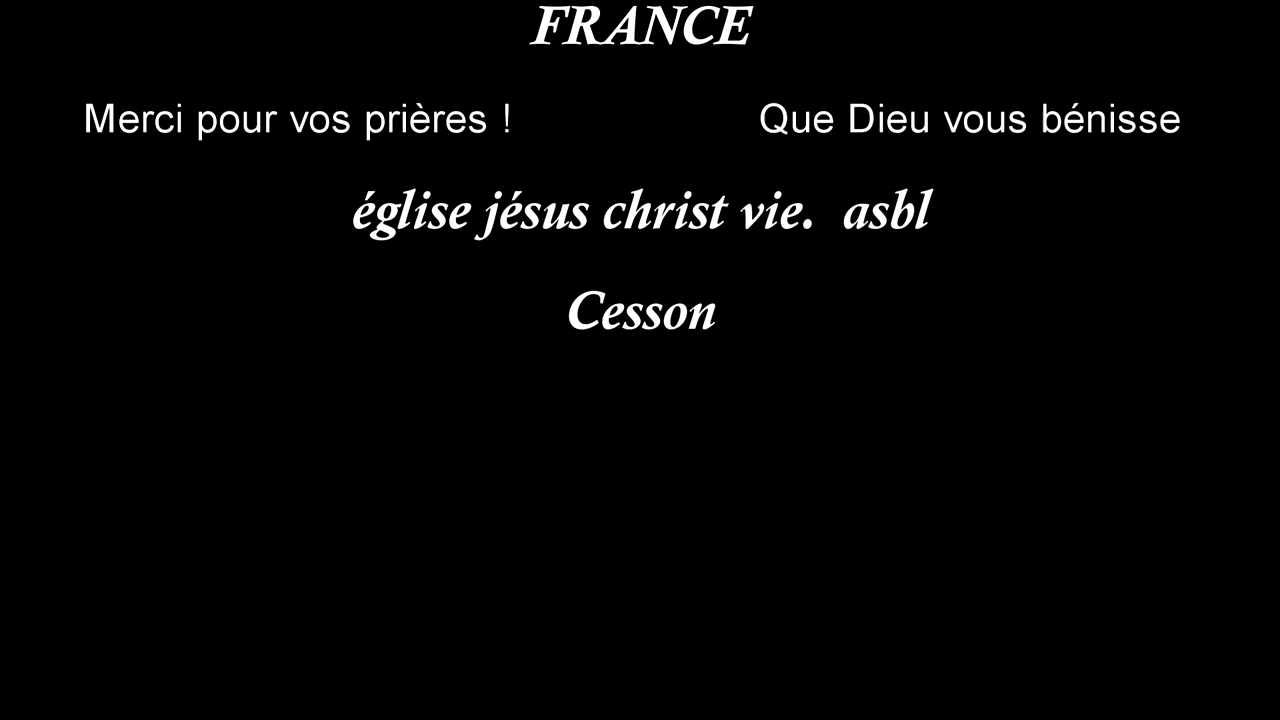 FRANCE
Merci pour vos prières ! Que Dieu vous bénisse
église jésus christ vie. asbl
Cesson